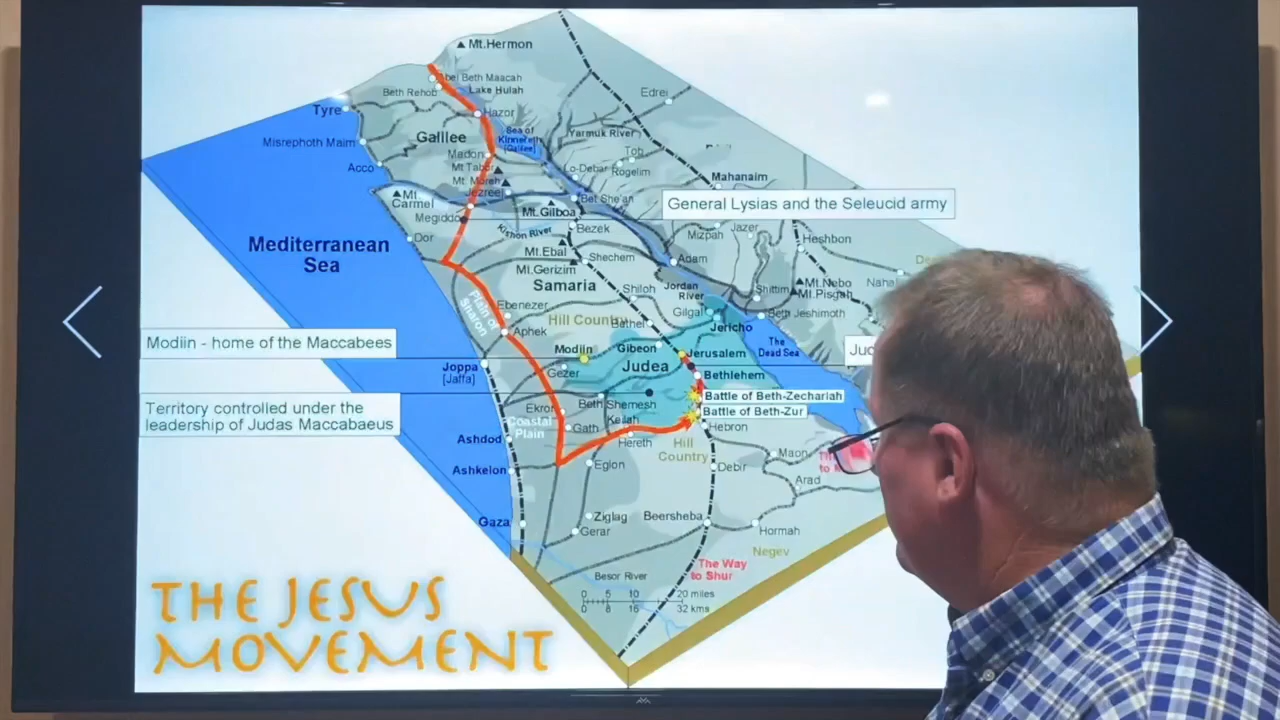 Mt.Hermon
Abel Beth Maacah
Beth Rehob
Lake Hulah
Edrei
Tyre
Hazor
Galilee
Sea of
Kinnereth
[Galilee]
Yarmuk River
Misrephoth Maim
Madon
Tob
Acco
Mt Tabor
Lo-Debar
Rogelim
Mahanaim
Mt Moreh
Jezreel
Mt
Carmel
Bet She'an
General Lysias and the Seleucid army
Megiddo
Mt.Gilboa
Kishon River
Bezek
Mizpah
Jazer
Heshbon
Dor
Mediterranean
Sea
Mt.Ebal
Shechem
Adam
Mt.Gerizim
Samaria
Shiloh
Jordan
River
Shittim
Mt.Nebo
Mt.Pisgah
Plain of
Sharon
Ebenezer
Gilgal
Beth Jeshimoth
Hill Country
Bethel
Jericho
Aphek
Modiin - home of the Maccabees
Modiin
Gibeon
Jerusalem
The
Dead Sea
Joppa
[Jaffa]
Gezer
Judea
Bethlehem
Territory controlled under the
leadership of Judas Maccabaeus
Battle of Beth-Zechariah
Ekron
Beth Shemesh
Battle of Beth-Zur
Coastal
Plain
Gath
Keilah
Hebron
Ashdod
Hereth
Hill
Country
Maon
Ashkelon
Eglon
Debir
Arad
Gaza
Ziglag
Gerar
Beersheba
Hormah
Negev
The Way
to Shur
Besor River
0 5 10 20 miles
0 8 16 32 kms
THE JESUS
MOVEMENT